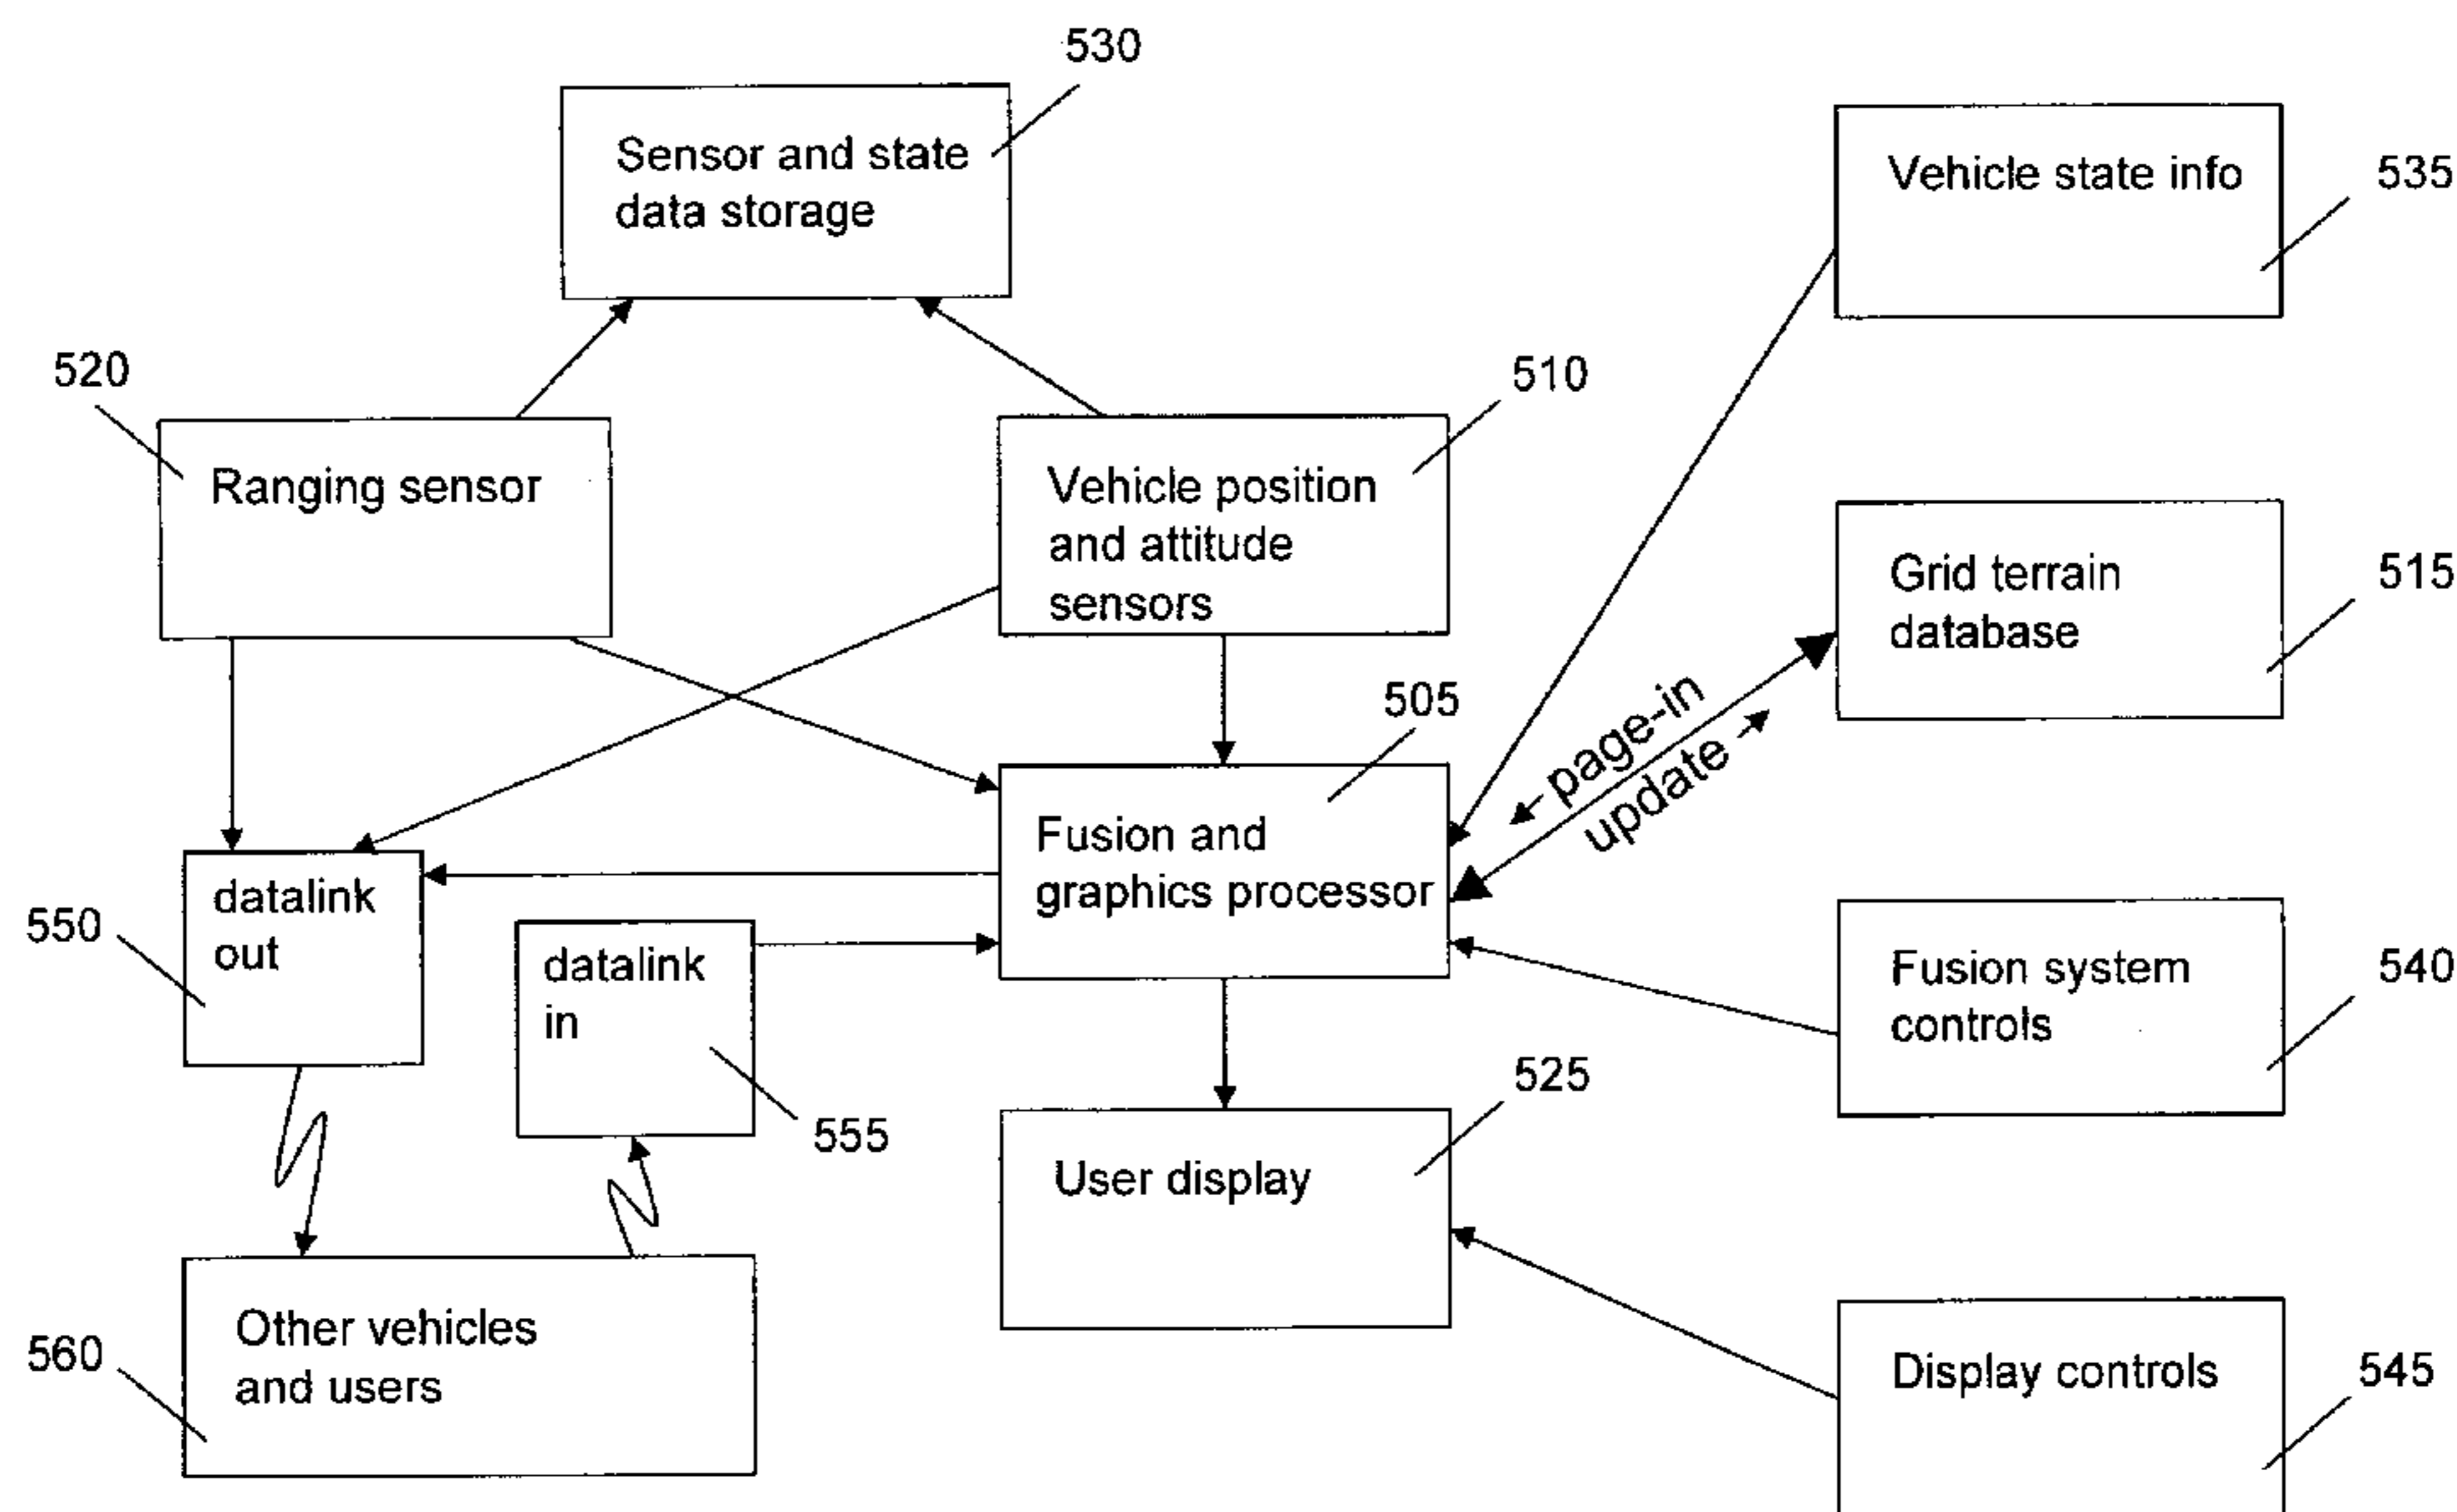 530
Sensor and state
data storage
Vehicle state info
535
520
Ranging sensor
510
Vehicle position
and attitude
sensors
Grid terrain
database
515
page-in
update
505
Fusion and
graphics processor
550
datalink
out
datalink
in
555
Fusion system
controls
540
525
User display
560
Other vehicles
and users
Display controls
545